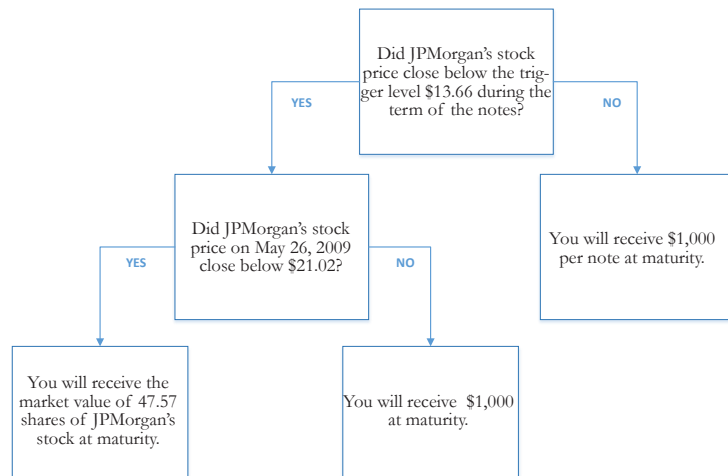 Did JPMorgan's stock
price close below the trig-
ger level $13.66 during the
term of the notes?
YES
NO
Did JPMorgan's stock
price on May 26, 2009
close below $21.02?
You will receive $1,000
per note at maturity.
YES
NO
You will receive the
market value of 47.57
shares of JPMorgan's
stock at maturity.
You will receive $1,000
at maturity.